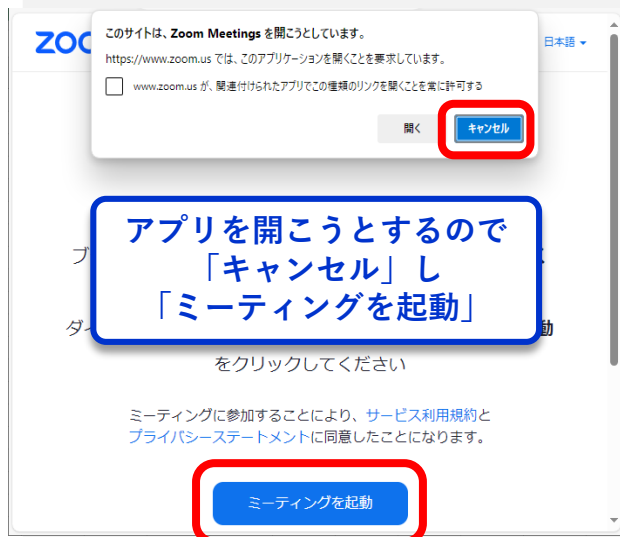 このサイトは、Zoom Meetings を開こうとしています。
ZOO
日本語
https://www.zoom.us では、このアプリケーションを開くことを要求しています。
www.zoom.us が、関連付けられたアプリでこの種類のリンクを開くことを常に許可する
開く
キャンセル
アプリを開こうとするので
「キャンセル」し
「ミーティングを起動」
ブ
ダイ
動
をクリックしてください
ミーティングに参加することにより、サービス利用規約と
プライバシーステートメントに同意したことになります。
ミーティングを起動